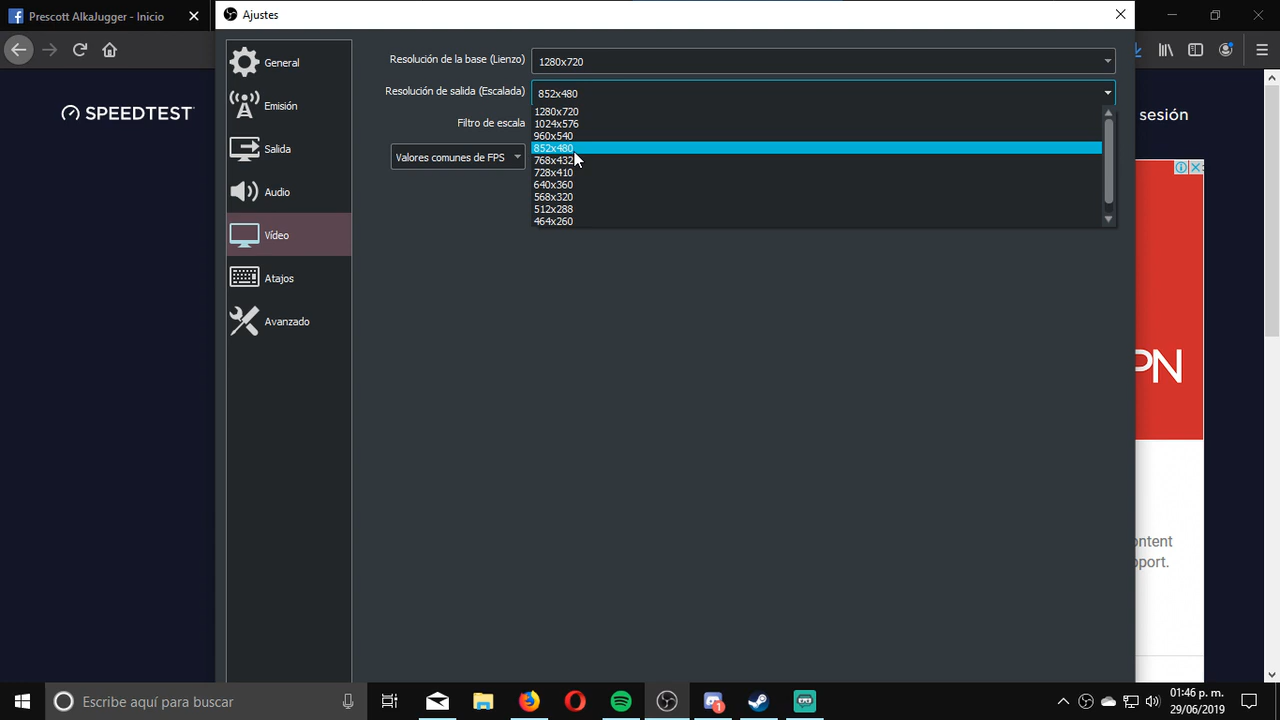 Prescott AlkaJugger - Inicio
Ajustes
SPEEDTEST
sesión
General
Emisión
Salida
Audio
Vídeo
Atajos
Avanzado
Resolución de la base (Lienzo)
1280x720
Resolución de salida (Escalada)
852x480
Filtro de escala
Valores comunes de FPS
1280x720
1024x576
960x540
852x480
768x432
728x410
640x360
568x320
512x288
464x260
PN
ontent
pport.
Escribe aquí para buscar
1
01:46 p. m.
29/06/2019